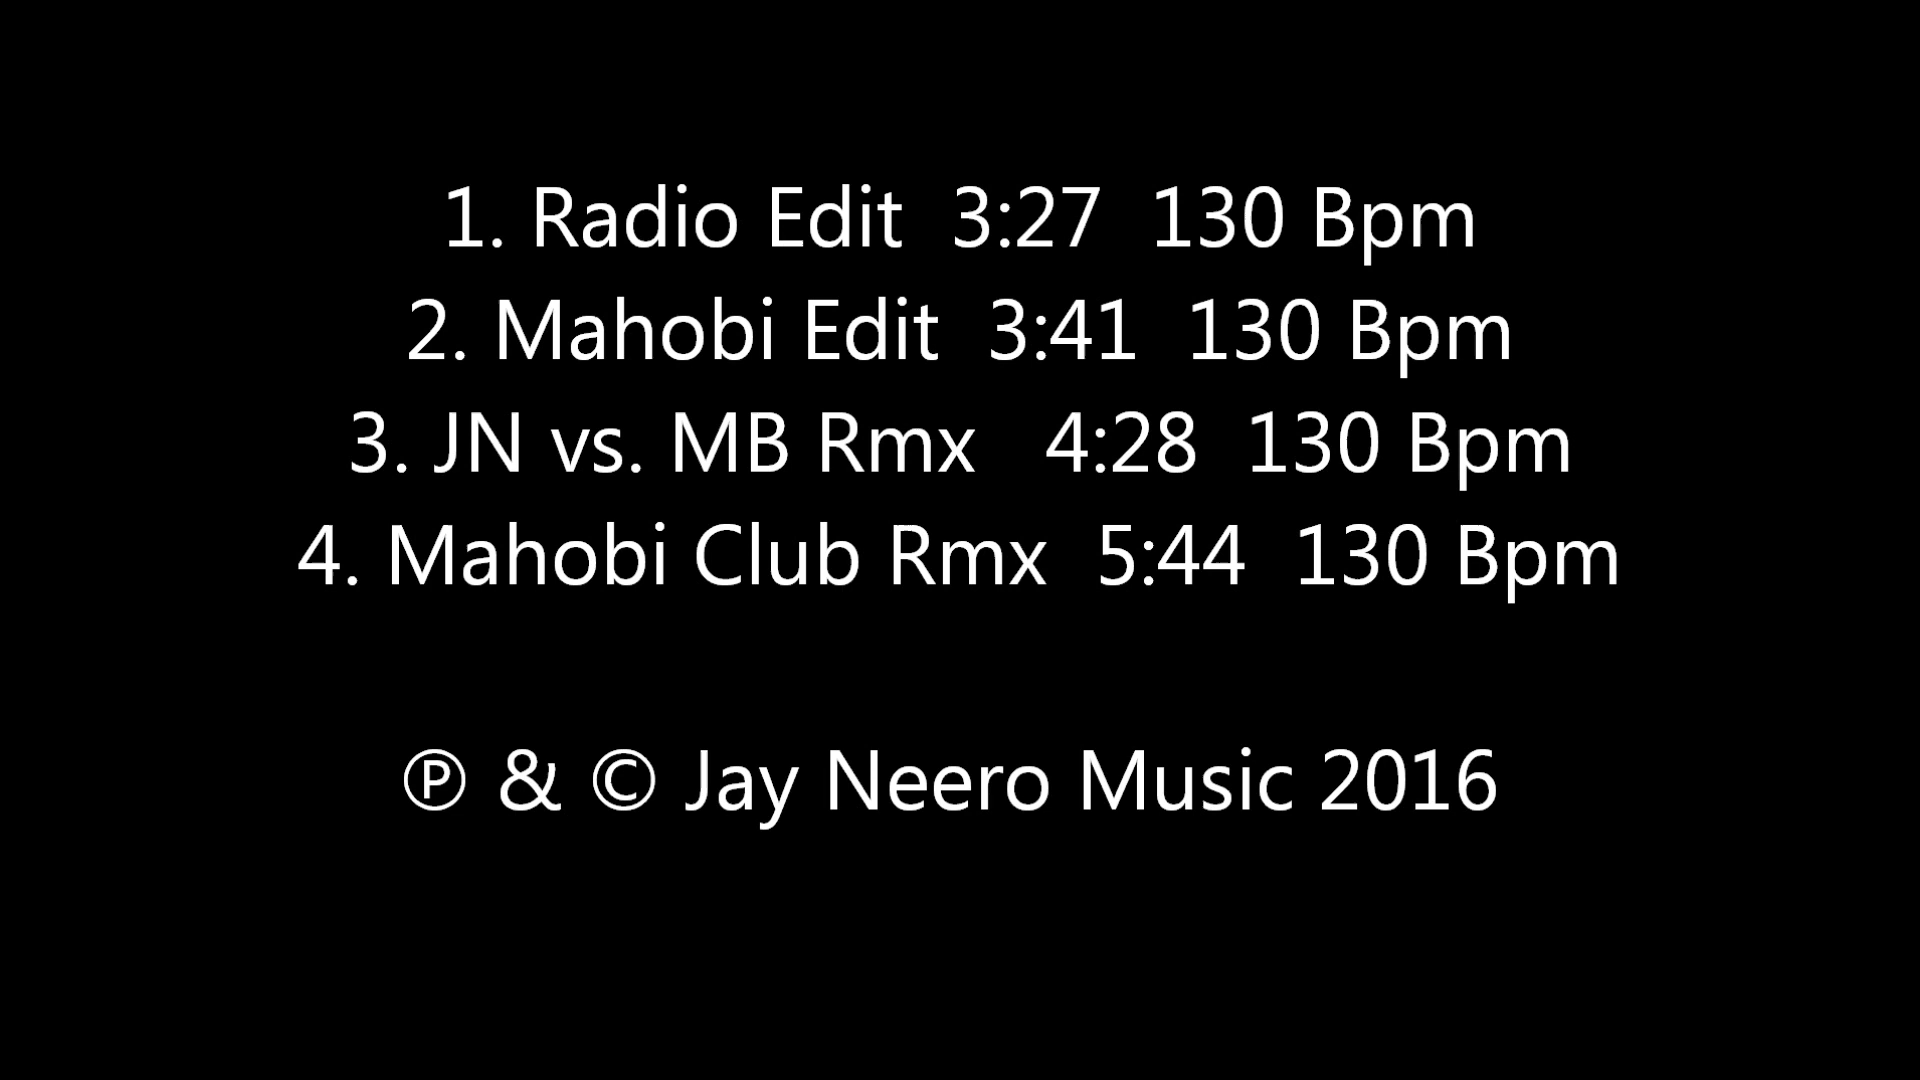 1. Radio Edit  3:27  130 Bpm
2. Mahobi Edit  3:41  130 Bpm
3. JN vs. MB Rmx   4:28  130 Bpm
4. Mahobi Club Rmx  5:44  130 Bpm
℗ & © Jay Neero Music 2016